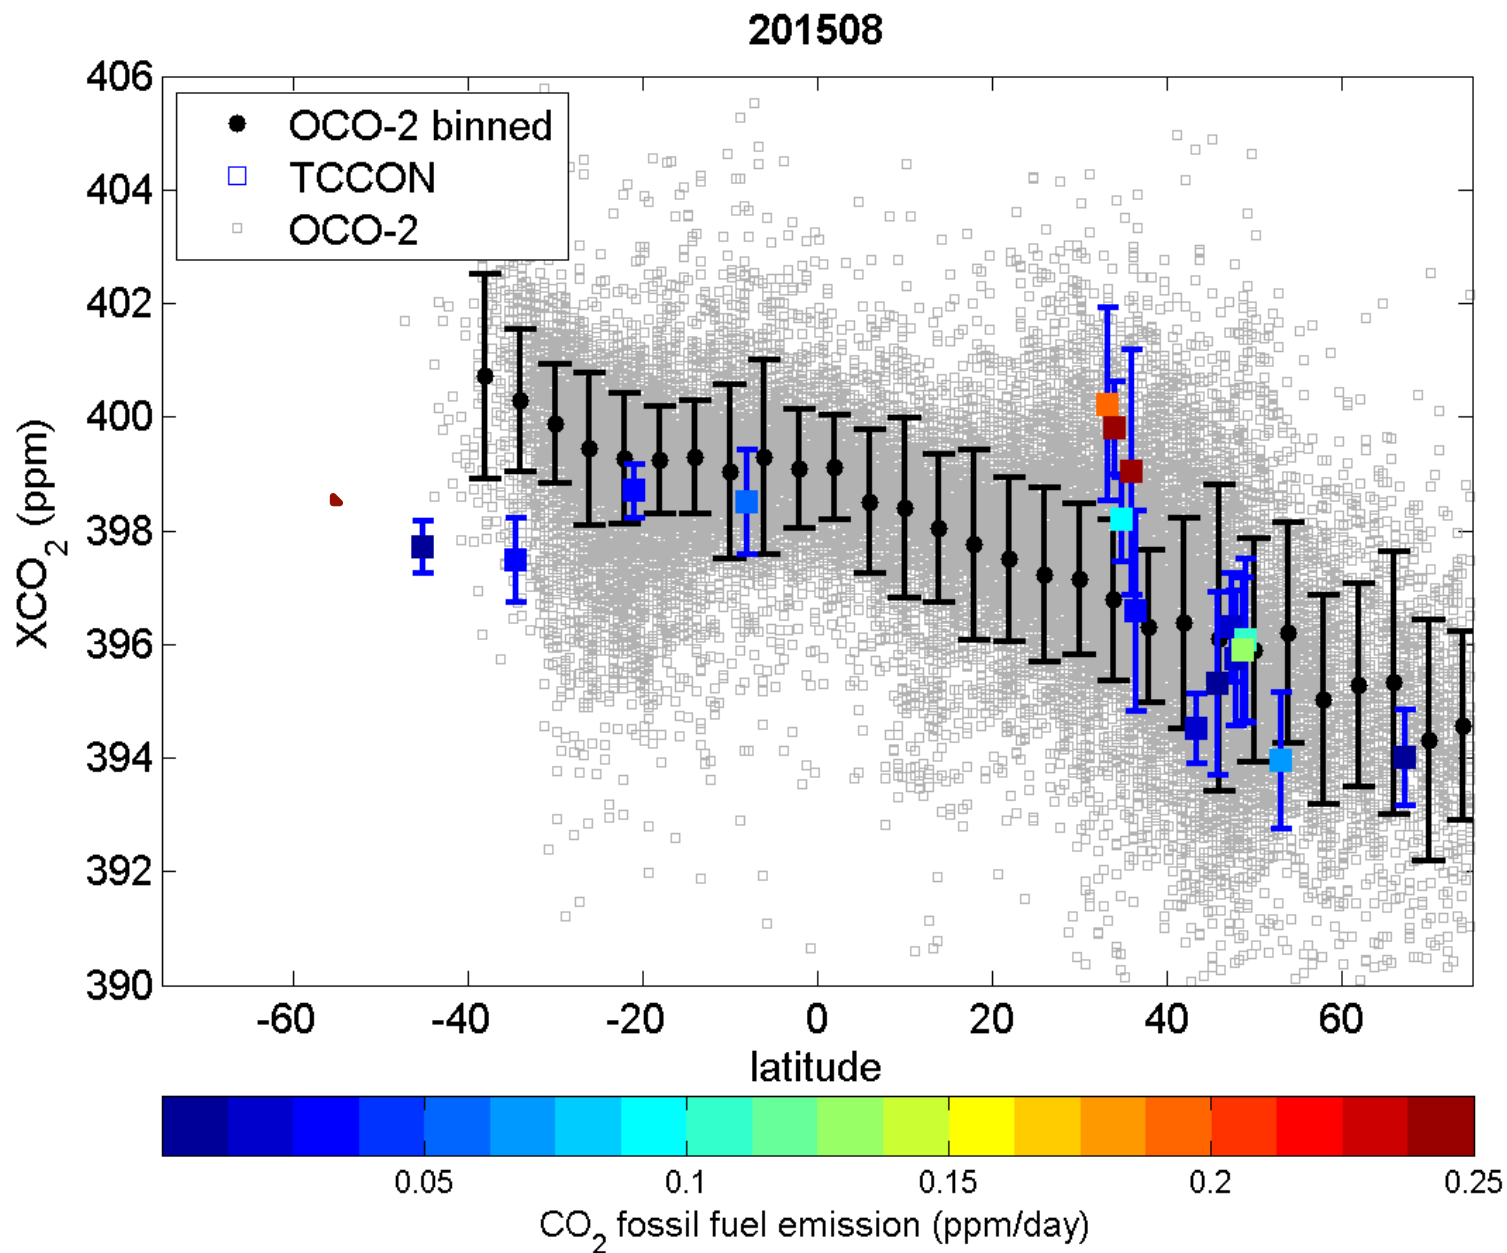 201508
406
404
402
400
398
396
394
392
390
XCO2 (ppm)
OCO-2 binned
TCCON
OCO-2
-60 -40 -20 0 20 40 60
latitude
0.05 0.1 0.15 0.2 0.25
CO2 fossil fuel emission (ppm/day)